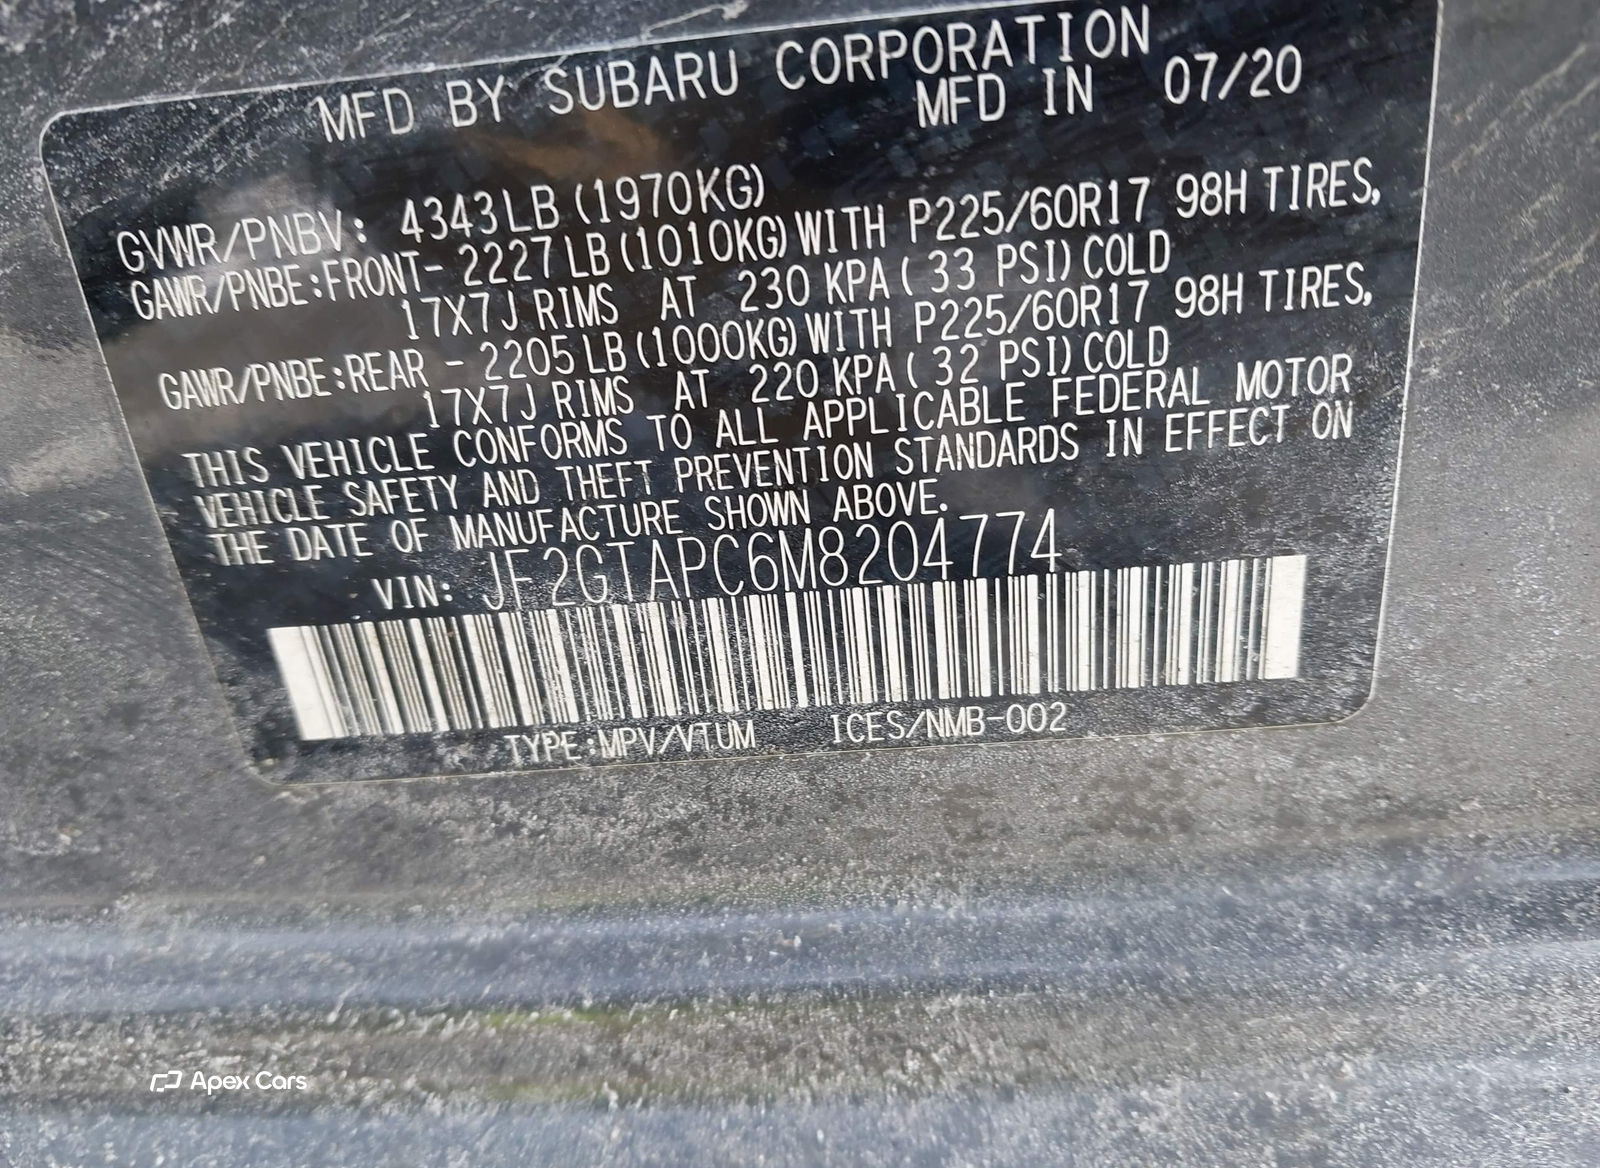 MFD BY SUBARU CORPORATION
MFD IN 07/20
GVWR/PNBV: 4343LB (1970KG)
GAWR/PNBE:FRONT- 2227LB(1010KG)WITH P225/60R17 98H TIRES,
17X7J RIMS AT 230 KPA( 33 PSI)COLD
GAWR/PNBE:REAR - 2205LB(1000KG)WITH P225/60R17 98H TIRES,
17X7J RIMS AT 220 KPA( 32 PSI)COLD
THIS VEHICLE CONFORMS TO ALL APPLICABLE FEDERAL MOTOR
VEHICLE SAFETY AND THEFT PREVENTION STANDARDS IN EFFECT ON
THE DATE OF MANUFACTURE SHOWN ABOVE.
VIN: JF2GTAPC6M8204774
TYPE:MPV/VTUM ICES/NMB-002
Apex Cars